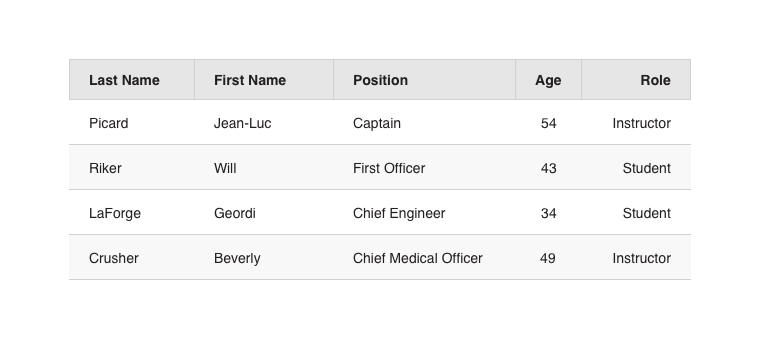 Last Name First Name Position Age Role
Picard Jean-Luc Captain 54 Instructor
Riker Will First Officer 43 Student
LaForge Geordi Chief Engineer 34 Student
Crusher Beverly Chief Medical Officer 49 Instructor